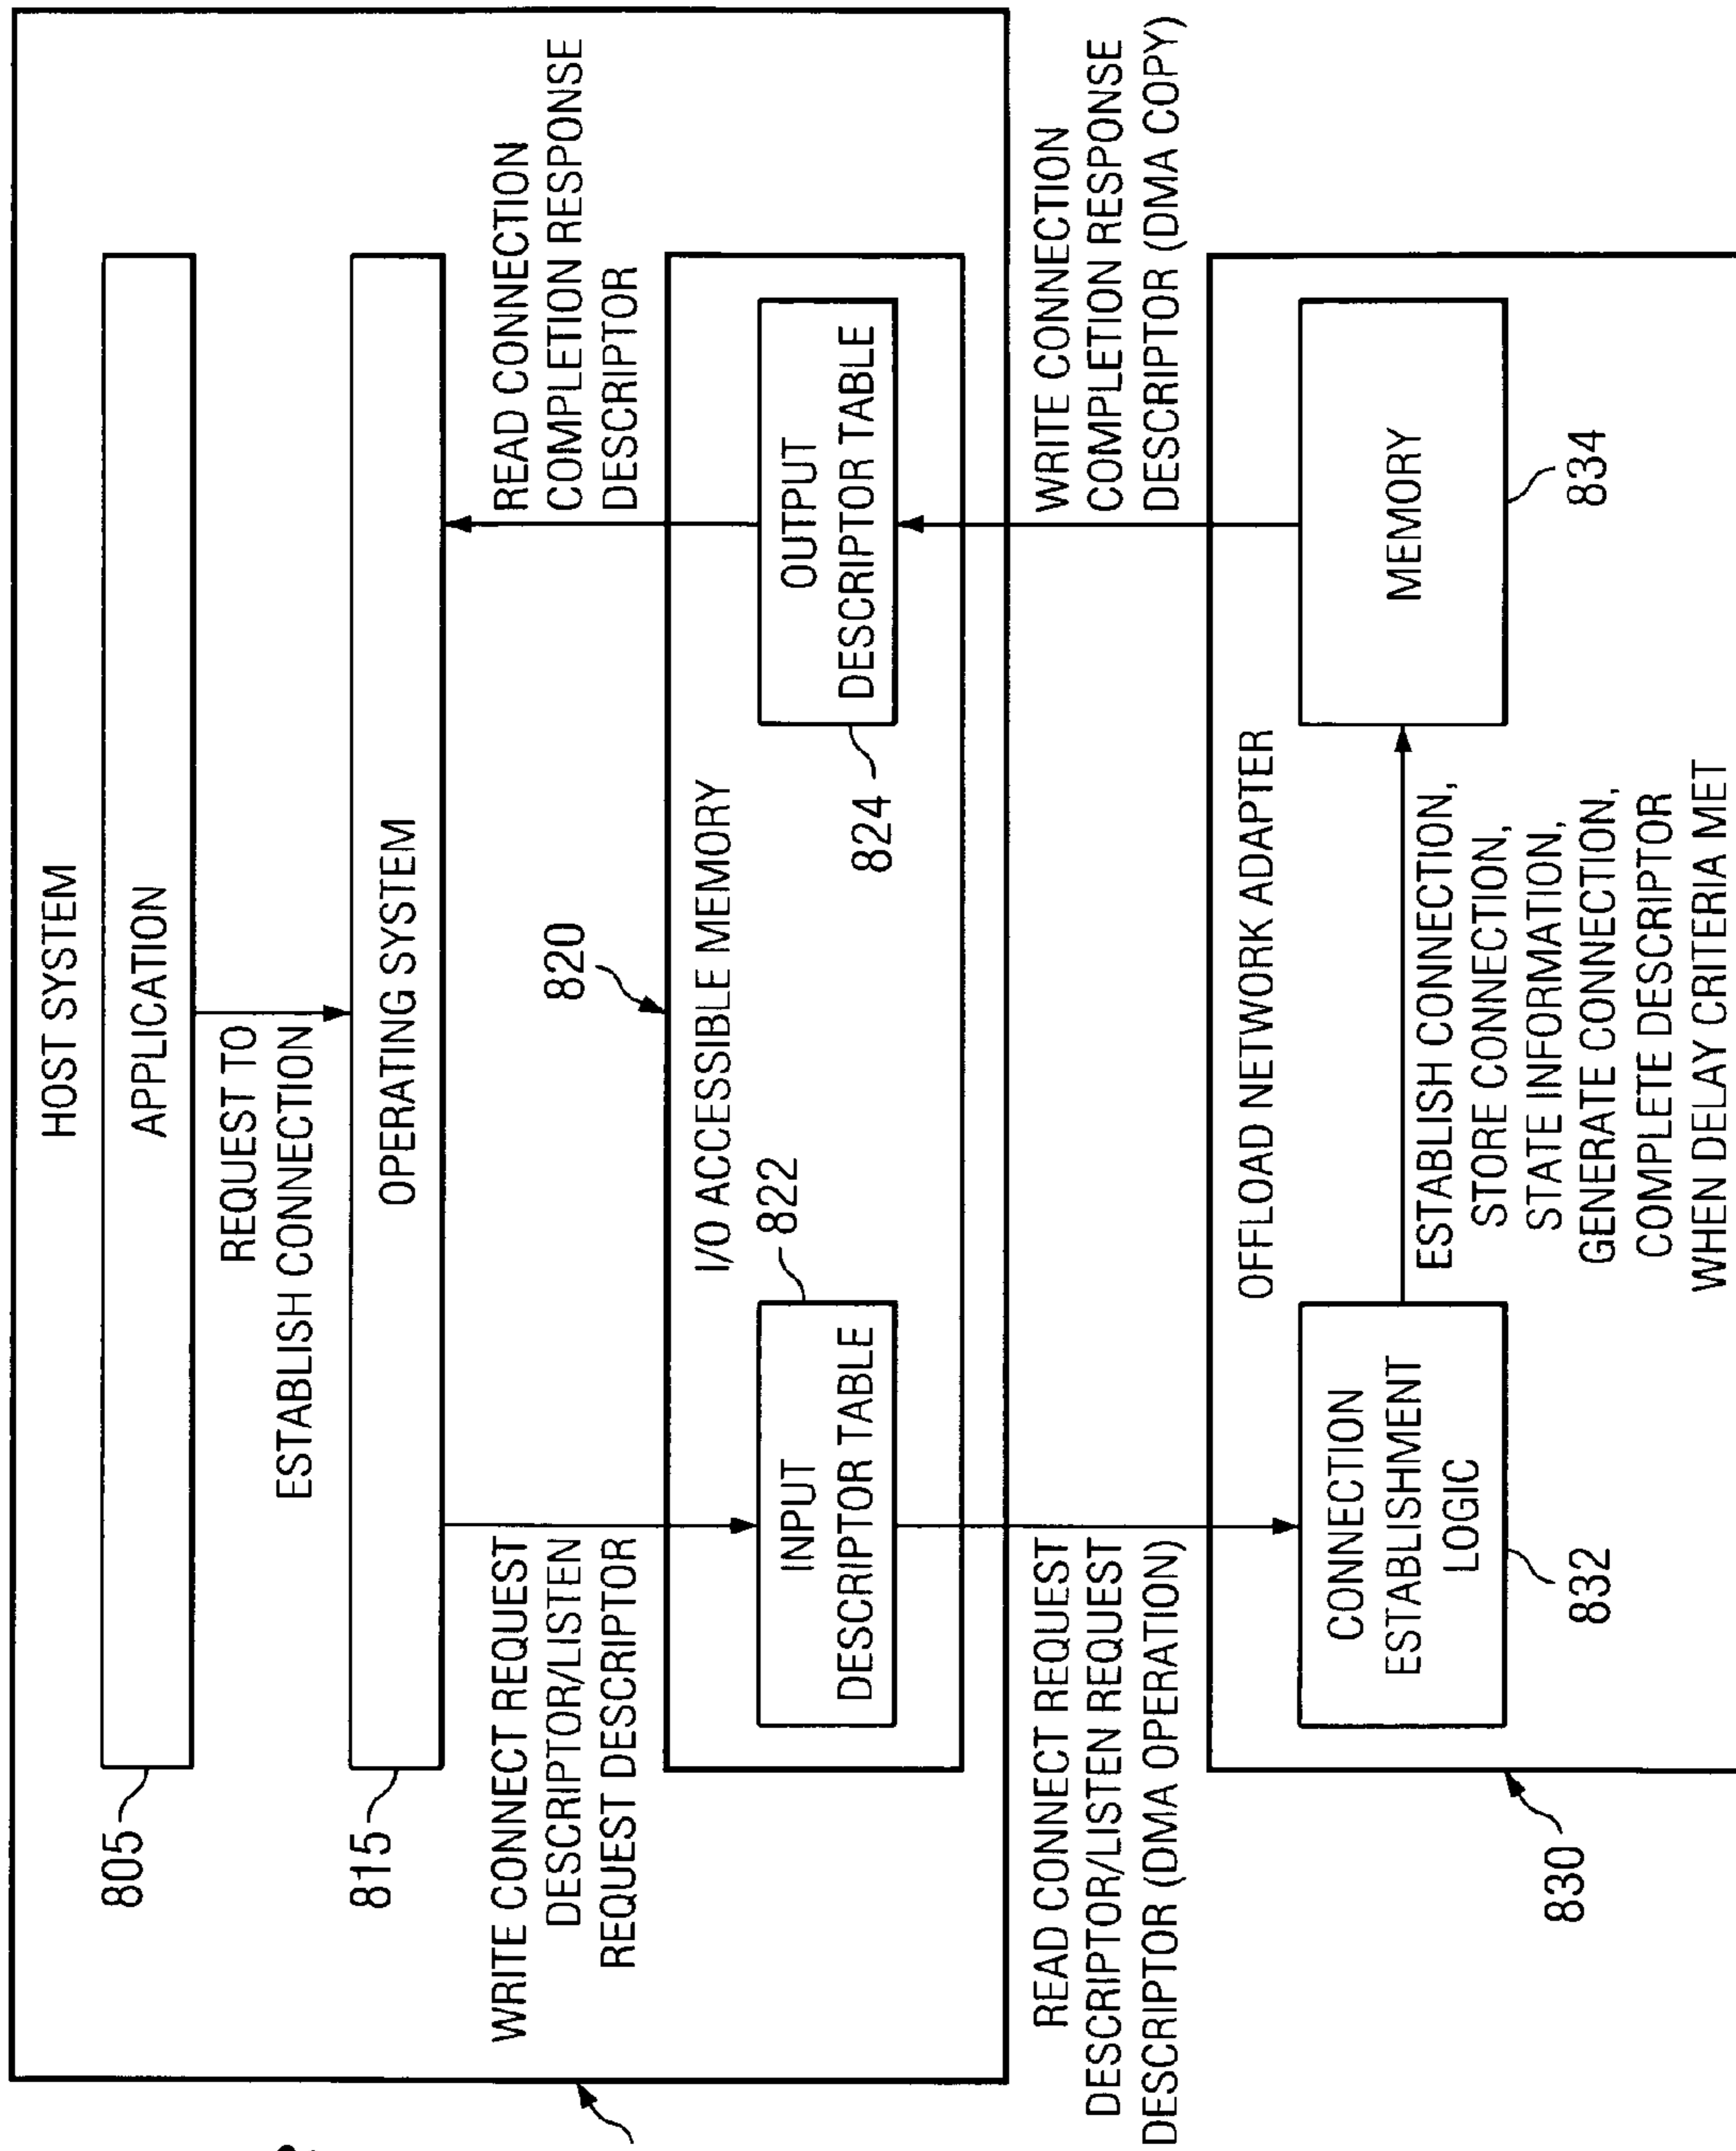 HOST SYSTEM
805
APPLICATION
REQUEST TO
ESTABLISH CONNECTION
815
OPERATING SYSTEM
WRITE CONNECT REQUEST
DESCRIPTOR/LISTEN
REQUEST DESCRIPTOR
820
READ CONNECTION
COMPLETION RESPONSE
DESCRIPTOR
I/O ACCESSIBLE MEMORY
822
INPUT
DESCRIPTOR TABLE
824
OUTPUT
DESCRIPTOR TABLE
READ CONNECT REQUEST
DESCRIPTOR/LISTEN REQUEST
DESCRIPTOR (DMA OPERATION)
WRITE CONNECTION
COMPLETION RESPONSE
DESCRIPTOR (DMA COPY)
OFFLOAD NETWORK ADAPTER
830
CONNECTION
ESTABLISHMENT
LOGIC
832
ESTABLISH CONNECTION,
STORE CONNECTION,
STATE INFORMATION,
GENERATE CONNECTION,
COMPLETE DESCRIPTOR
WHEN DELAY CRITERIA MET
MEMORY
834